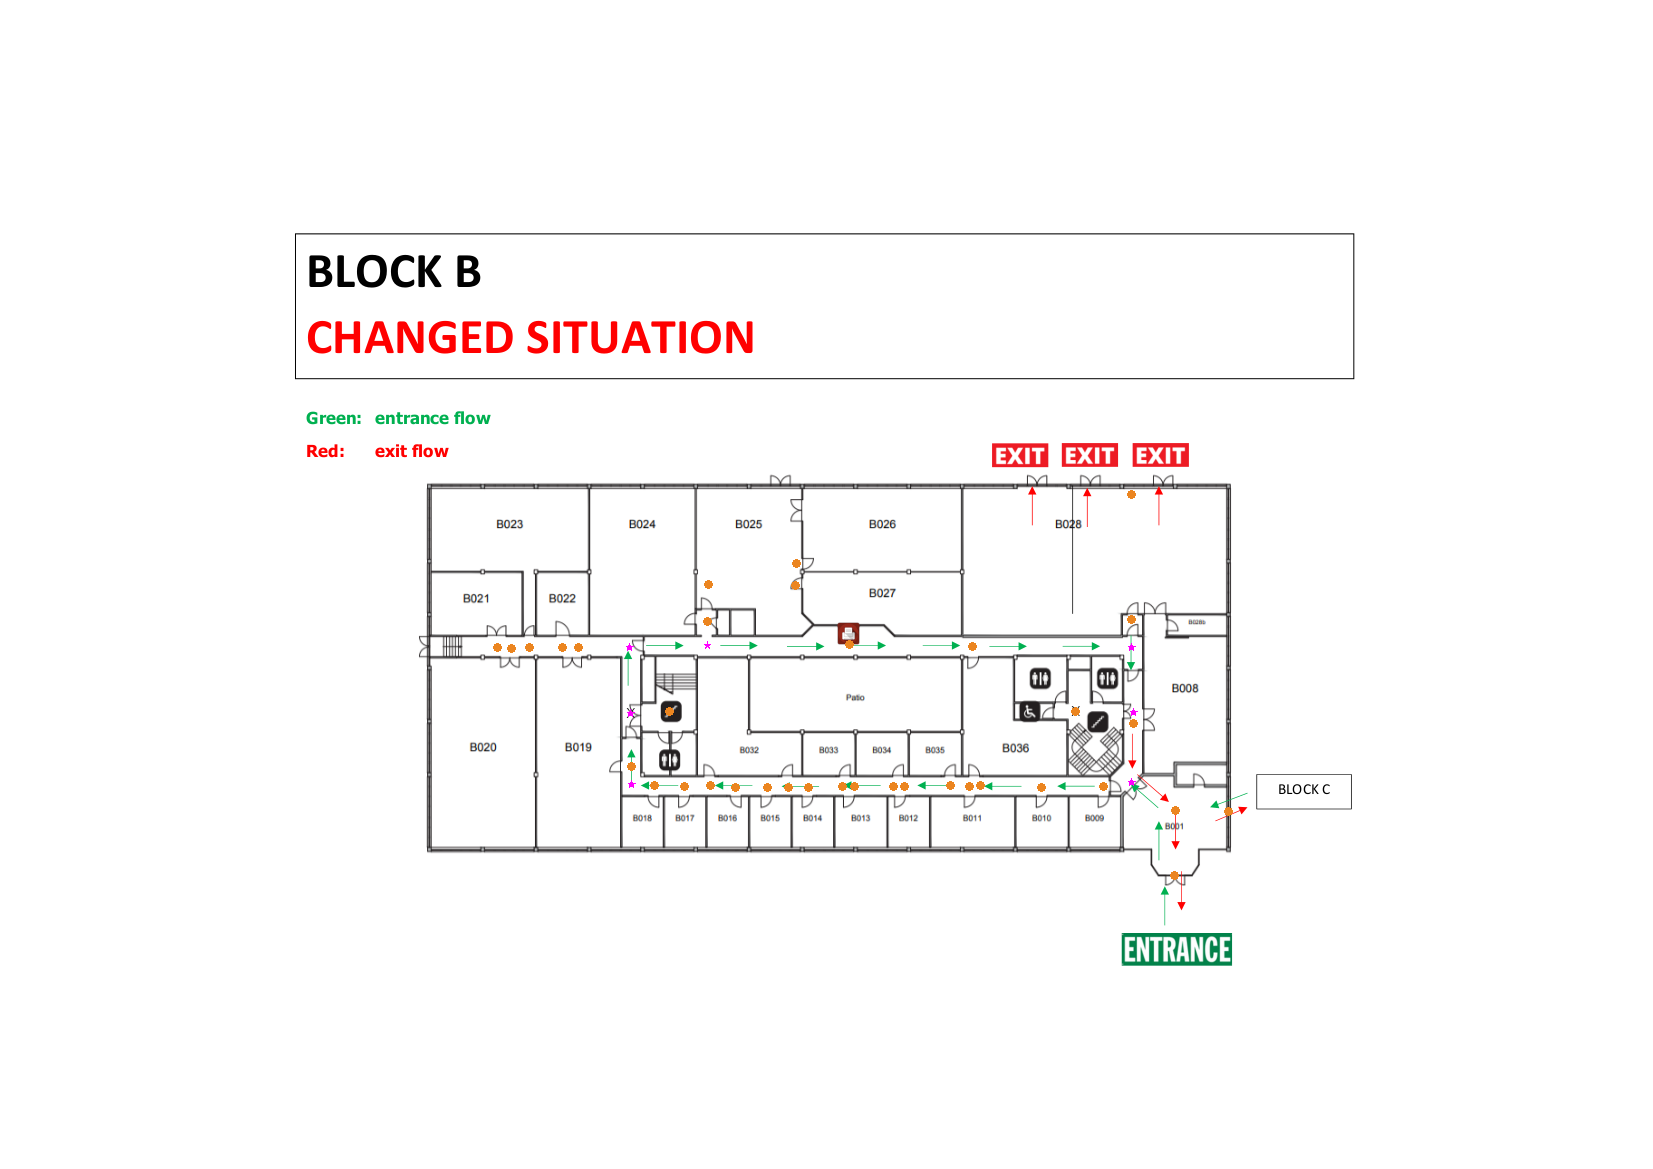 BLOCK B
CHANGED SITUATION
Green: entrance flow
Red: exit flow
EXIT EXIT EXIT
B023 B024 B025 B026 B028
B021 B022 B027
B028b
B008
Patio
B020 B019 B032 B033 B034 B035 B036
BLOCK C
B018 B017 B016 B015 B014 B013 B012 B011 B010 B009
B001
ENTRANCE